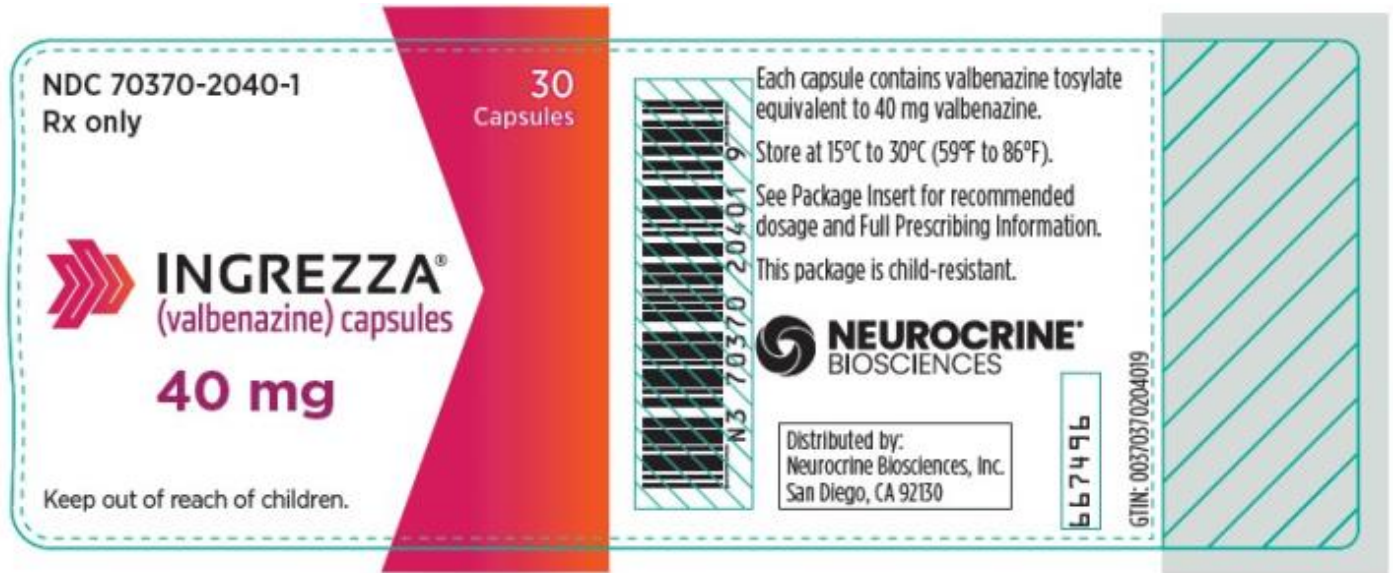 NDC 70370-2040-1
Rx only
30
Capsules
INGREZZA®
(valbenazine) capsules
40 mg
Keep out of reach of children.
N3 70370 20401 9
Each capsule contains valbenazine tosylate
equivalent to 40 mg valbenazine.
Store at 15°C to 30°C (59°F to 86°F).
See Package Insert for recommended
dosage and Full Prescribing Information.
This package is child-resistant.
NEUROCRINE®
BIOSCIENCES
Distributed by:
Neurocrine Biosciences, Inc.
San Diego, CA 92130
667496
GTIN: 00370370204019